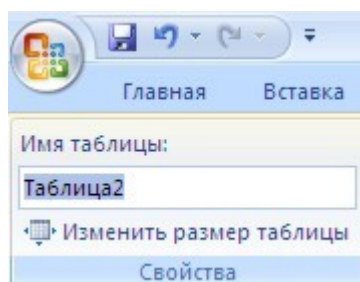 Главная Вставка
Имя таблицы:
Таблица2
Изменить размер таблицы
Свойства